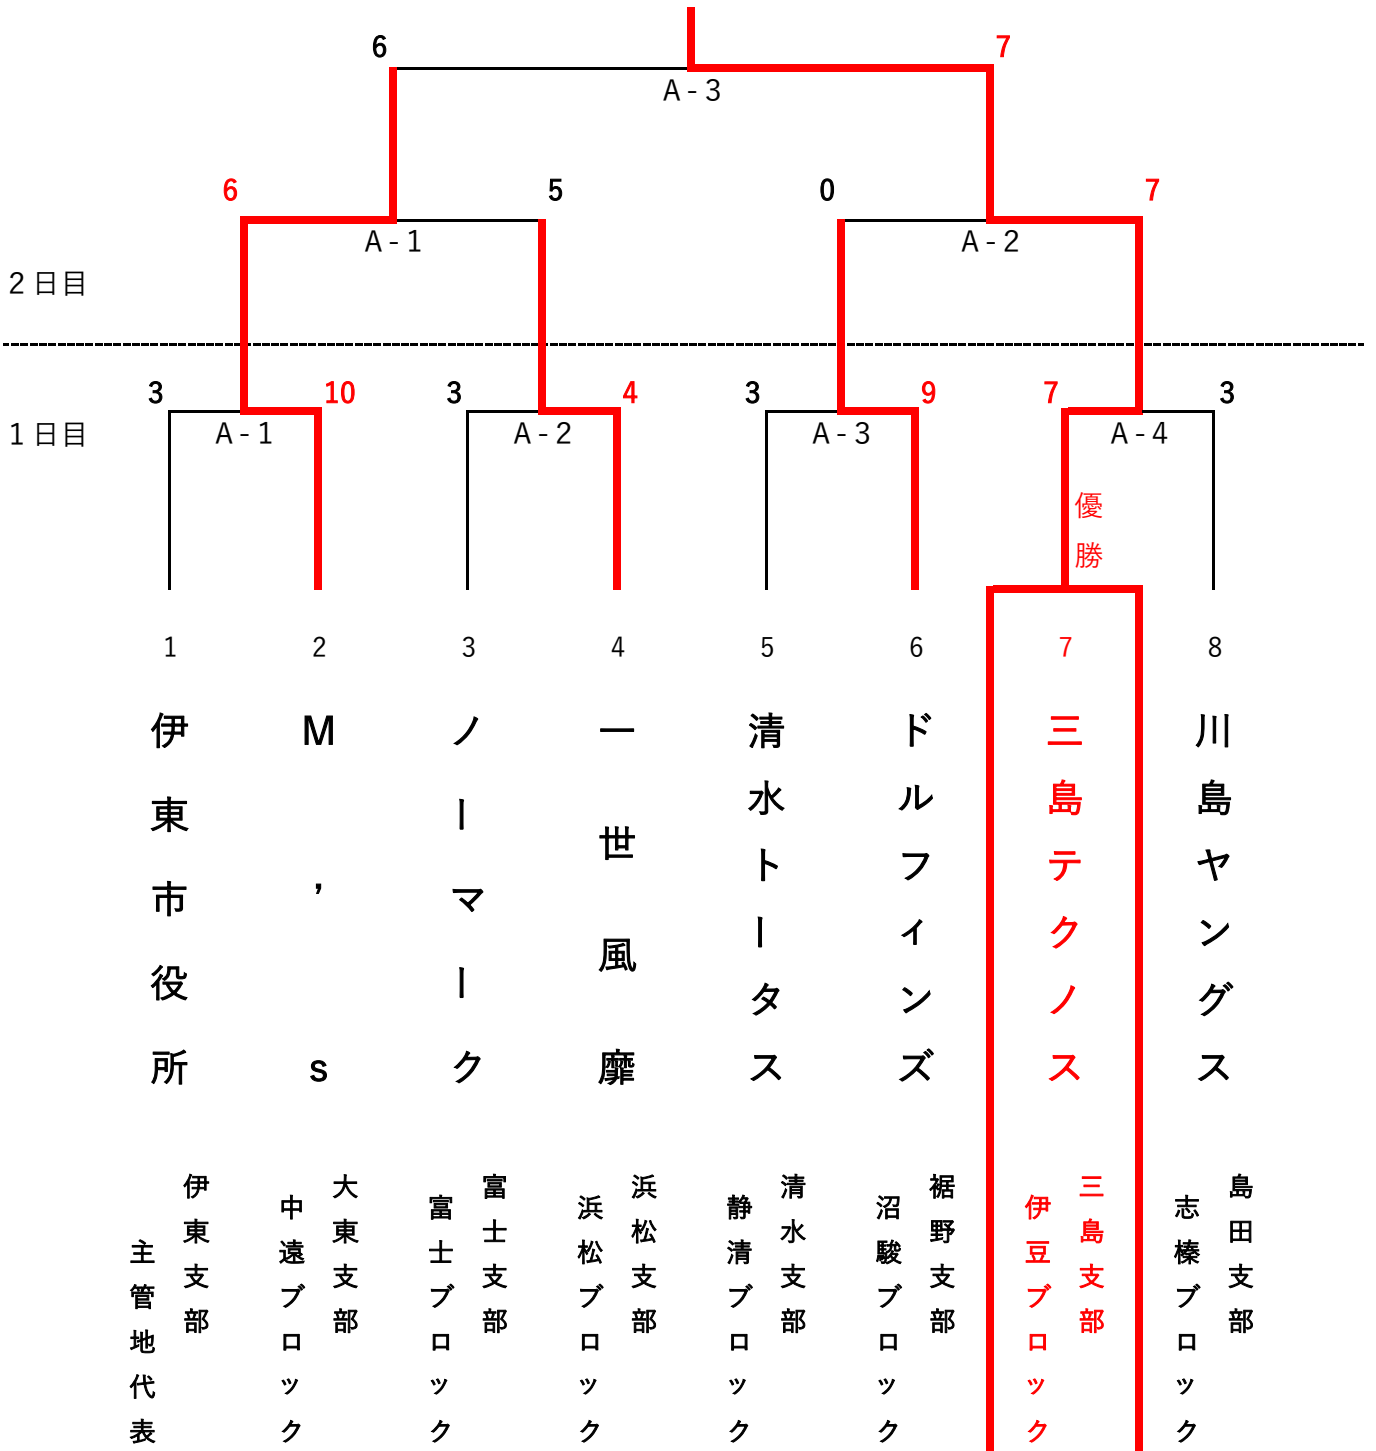 6 7
A-3
6 5 0 7
A-1 A-2
2日目
3 10 3 4 3 9 7 3
1日目 A-1 A-2 A-3 A-4
優勝
1 2 3 4 5 6 7 8
伊東市役所
M’s
ノーマーク
一世風靡
清水トータス
ドルフィンズ
三島テクノス
川島ヤングス
伊東支部
主管地代表
大東支部
中遠ブロック
富士支部
富士ブロック
浜松支部
浜松ブロック
清水支部
静清ブロック
裾野支部
沼駿ブロック
三島支部
伊豆ブロック
島田支部
志榛ブロック